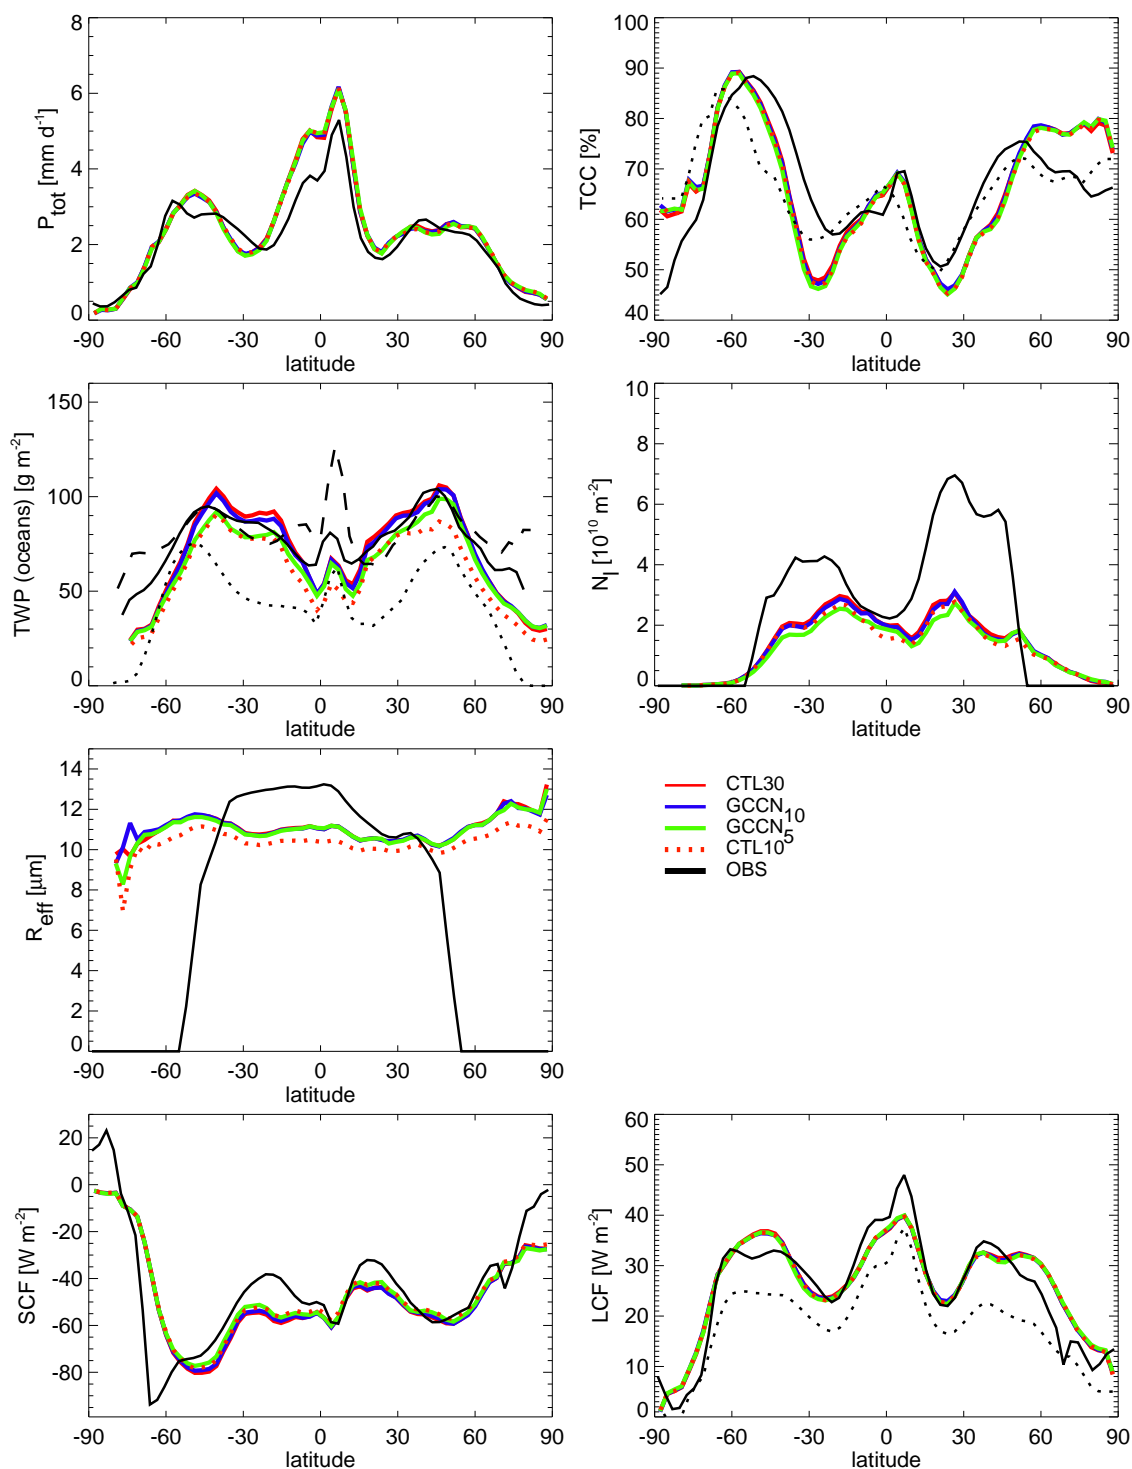 8
6
4
2
0
P_tot [mm d⁻¹]
-90 -60 -30 0 30 60 90
latitude
100
90
80
70
60
50
40
TCC [%]
-90 -60 -30 0 30 60 90
latitude
150
100
50
0
TWP (oceans) [g m⁻²]
-90 -60 -30 0 30 60 90
latitude
10
8
6
4
2
0
N_l [10¹⁰ m⁻²]
-90 -60 -30 0 30 60 90
latitude
14
12
10
8
6
4
2
0
R_eff [μm]
-90 -60 -30 0 30 60 90
latitude
CTL30
GCCN₁₀
GCCN₅
CTL10
OBS
20
0
-20
-40
-60
-80
SCF [W m⁻²]
-90 -60 -30 0 30 60 90
latitude
60
50
40
30
20
10
0
LCF [W m⁻²]
-90 -60 -30 0 30 60 90
latitude